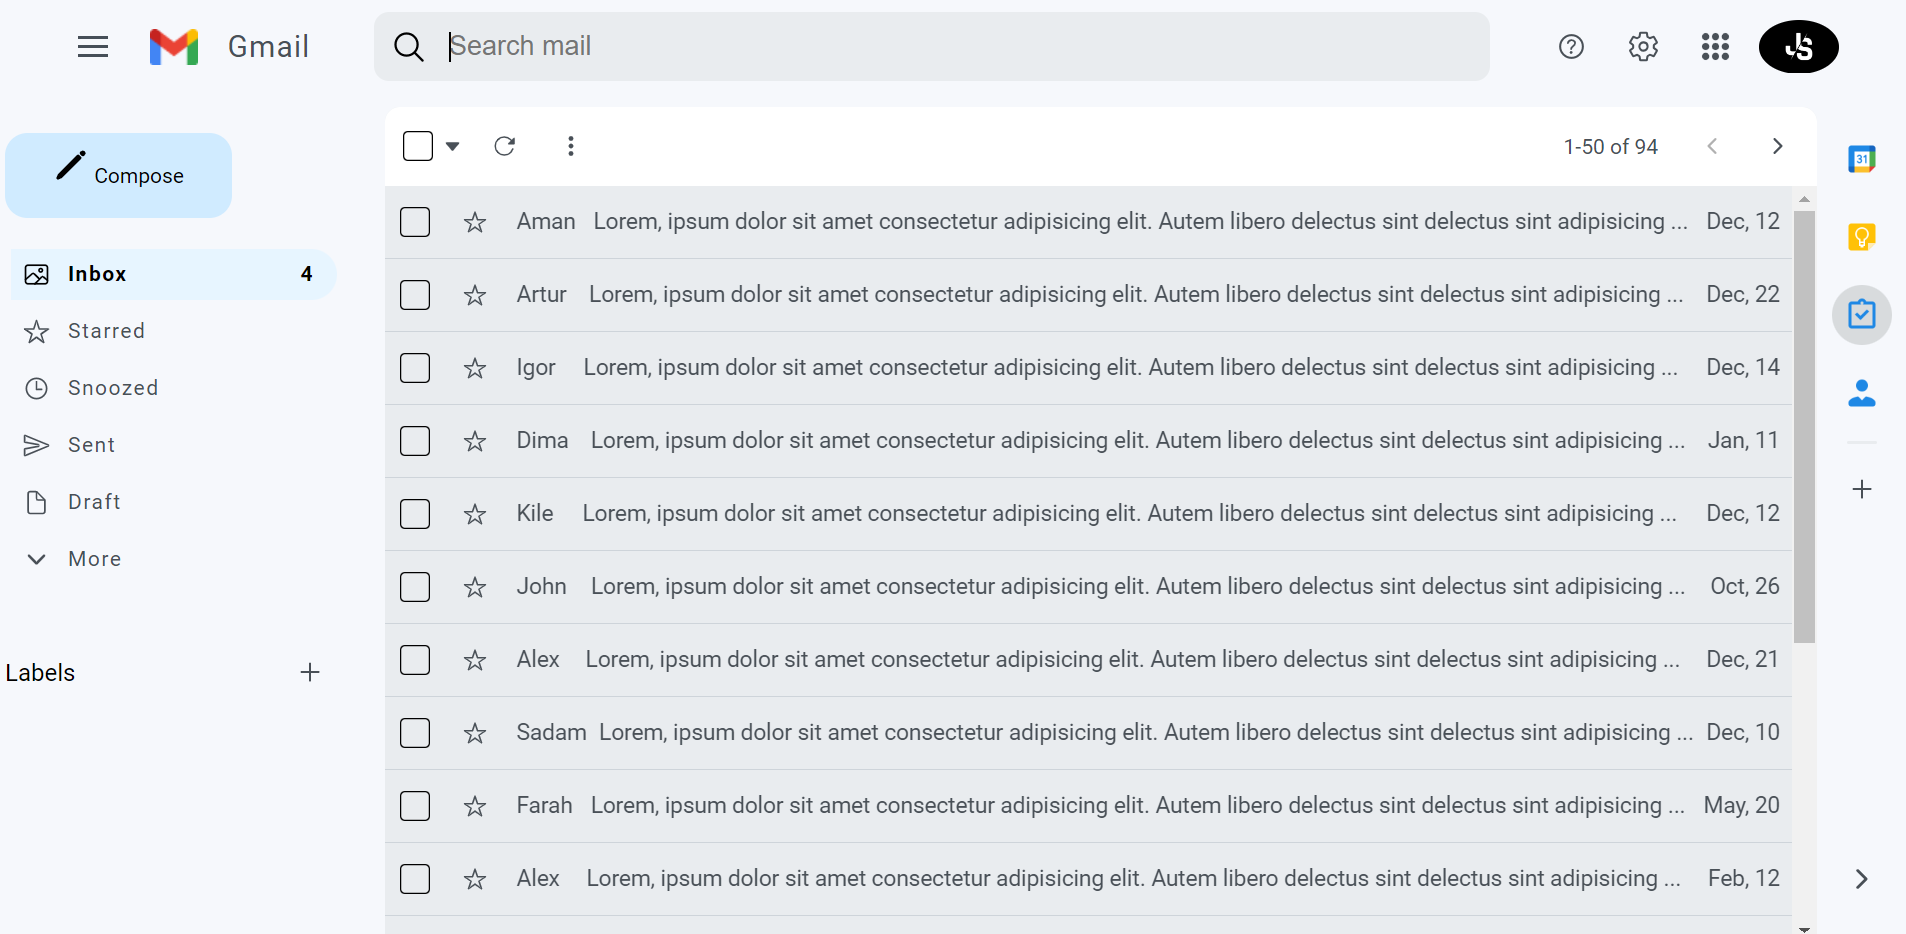 Gmail
Search mail
JS
Compose
1-50 of 94
31
Inbox 4
Starred
Snoozed
Sent
Draft
More
Labels
Aman Lorem, ipsum dolor sit amet consectetur adipisicing elit. Autem libero delectus sint delectus sint adipisicing ... Dec, 12
Artur Lorem, ipsum dolor sit amet consectetur adipisicing elit. Autem libero delectus sint delectus sint adipisicing ... Dec, 22
Igor Lorem, ipsum dolor sit amet consectetur adipisicing elit. Autem libero delectus sint delectus sint adipisicing ... Dec, 14
Dima Lorem, ipsum dolor sit amet consectetur adipisicing elit. Autem libero delectus sint delectus sint adipisicing ... Jan, 11
Kile Lorem, ipsum dolor sit amet consectetur adipisicing elit. Autem libero delectus sint delectus sint adipisicing ... Dec, 12
John Lorem, ipsum dolor sit amet consectetur adipisicing elit. Autem libero delectus sint delectus sint adipisicing ... Oct, 26
Alex Lorem, ipsum dolor sit amet consectetur adipisicing elit. Autem libero delectus sint delectus sint adipisicing ... Dec, 21
Sadam Lorem, ipsum dolor sit amet consectetur adipisicing elit. Autem libero delectus sint delectus sint adipisicing ... Dec, 10
Farah Lorem, ipsum dolor sit amet consectetur adipisicing elit. Autem libero delectus sint delectus sint adipisicing ... May, 20
Alex Lorem, ipsum dolor sit amet consectetur adipisicing elit. Autem libero delectus sint delectus sint adipisicing ... Feb, 12